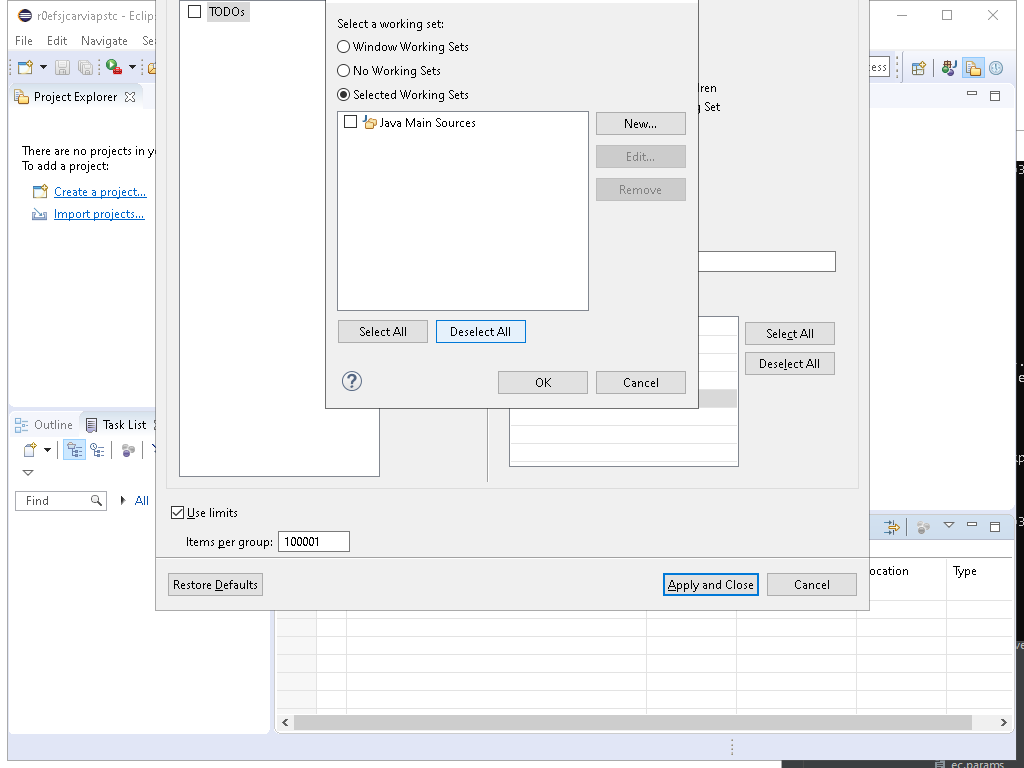 r0efsjcarviapstc - Eclip
File Edit Navigate Se
Project Explorer
There are no projects in y
To add a project:
Create a project...
Import projects...
Outline Task List
Find All
TODOs
Select a working set:
Window Working Sets
No Working Sets
Selected Working Sets
Java Main Sources
New...
Edit...
Remove
Select All Deselect All
? OK Cancel
ess
ren
Set
Select All
Deselect All
Use limits
Items per group: 100001
Restore Defaults Apply and Close Cancel
ocation Type
ec.params